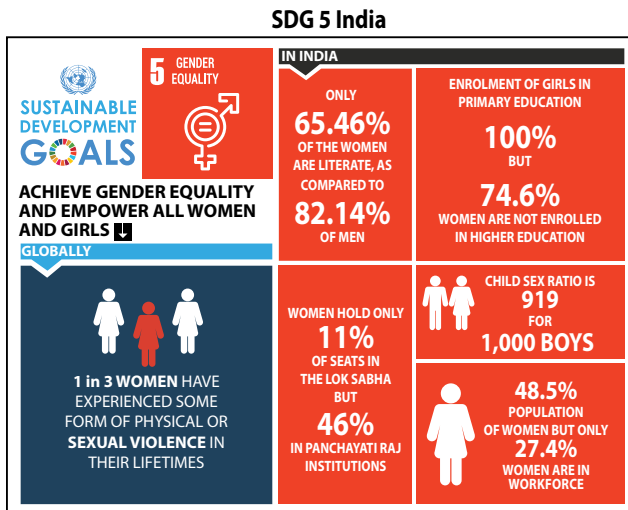 SDG 5 India
SUSTAINABLE
DEVELOPMENT
GOALS
5 GENDER
EQUALITY
ACHIEVE GENDER EQUALITY
AND EMPOWER ALL WOMEN
AND GIRLS
GLOBALLY
1 in 3 WOMEN HAVE
EXPERIENCED SOME
FORM OF PHYSICAL OR
SEXUAL VIOLENCE IN
THEIR LIFETIMES
IN INDIA
ONLY
65.46%
OF THE WOMEN
ARE LITERATE, AS
COMPARED TO
82.14%
OF MEN
ENROLMENT OF GIRLS IN
PRIMARY EDUCATION
100%
BUT
74.6%
WOMEN ARE NOT ENROLLED
IN HIGHER EDUCATION
WOMEN HOLD ONLY
11%
OF SEATS IN
THE LOK SABHA
BUT
46%
IN PANCHAYATI RAJ
INSTITUTIONS
CHILD SEX RATIO IS
919
FOR
1,000 BOYS
48.5%
POPULATION
OF WOMEN BUT ONLY
27.4%
WOMEN ARE IN
WORKFORCE